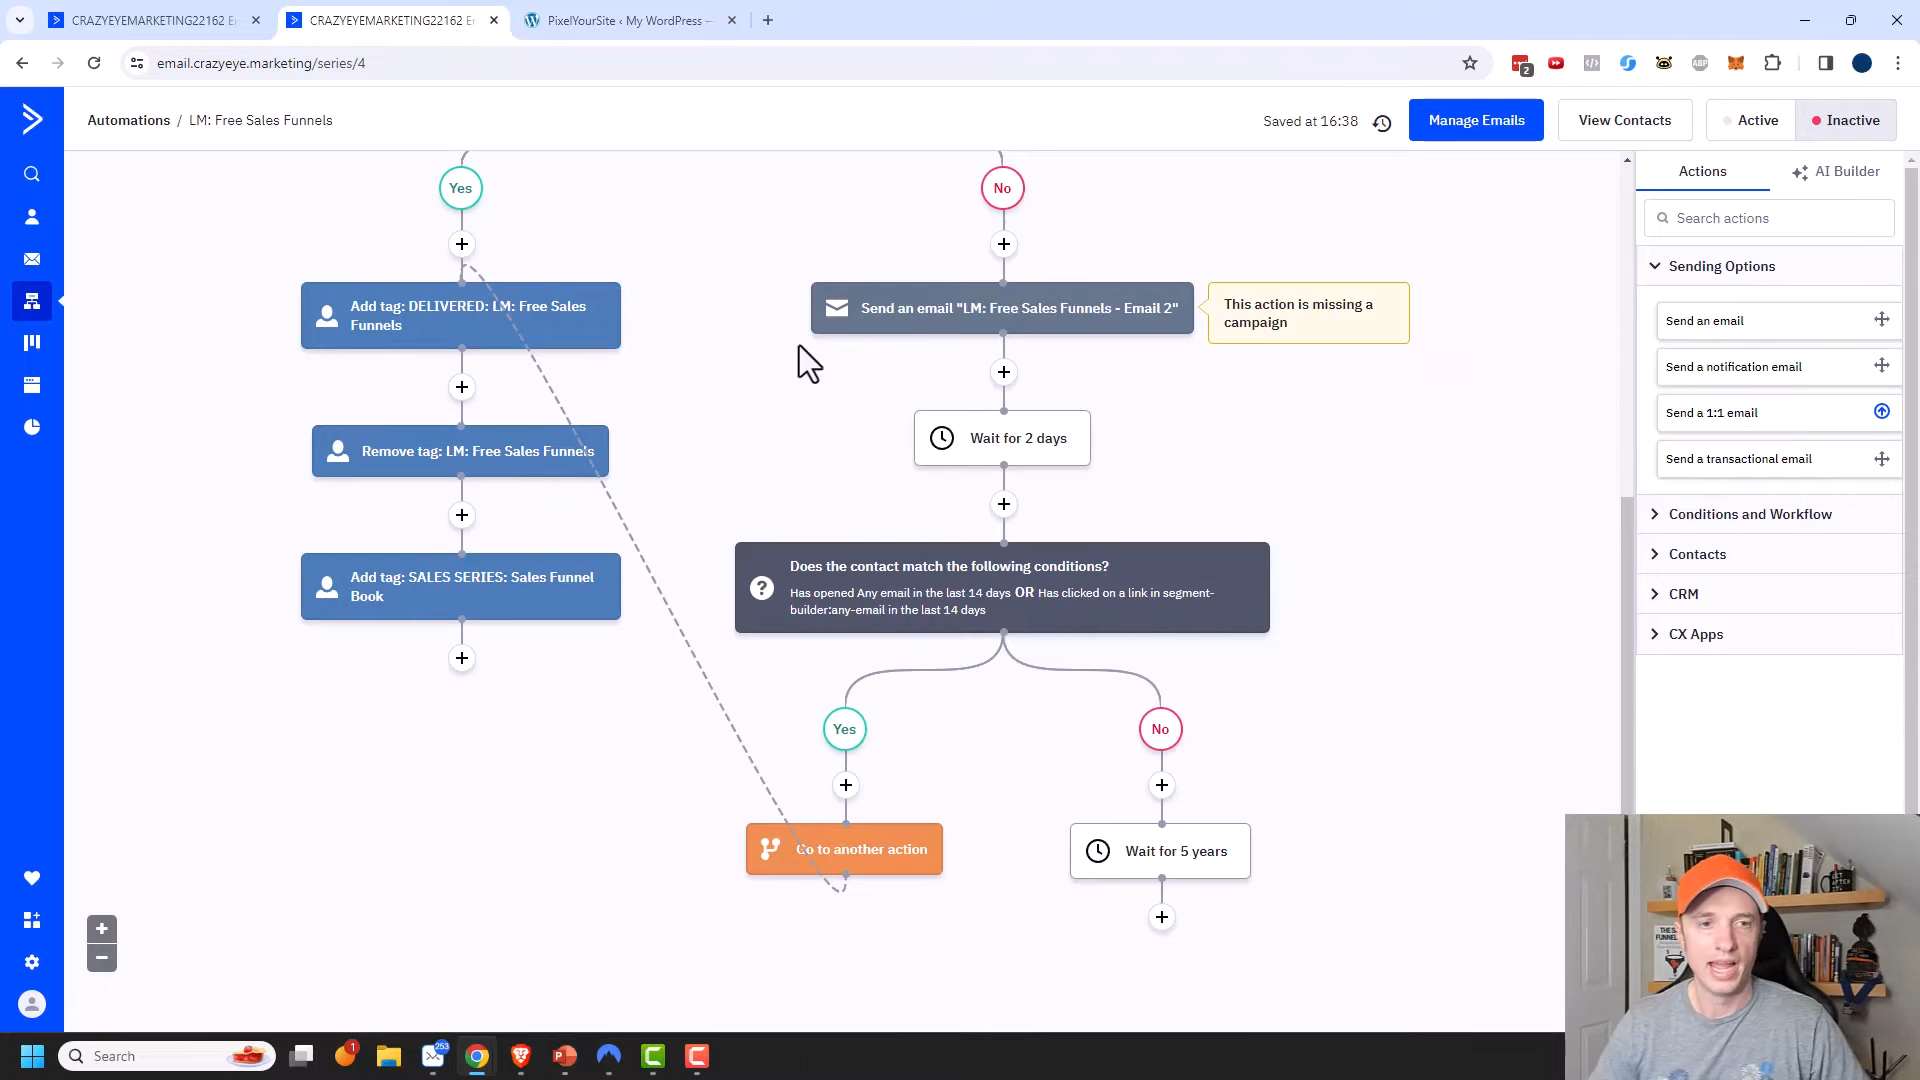 CRAZYEYEMARKETING22162 E
CRAZYEYEMARKETING22162 E
PixelYourSite ‹ My WordPress —
email.crazyeye.marketing/series/4
2
ABP
Automations / LM: Free Sales Funnels
Saved at 16:38
Manage Emails
View Contacts
Active
Inactive
Yes
No
Actions
AI Builder
Search actions
Sending Options
Send an email
Send a notification email
Send a 1:1 email
Send a transactional email
Conditions and Workflow
Contacts
CRM
CX Apps
Add tag: DELIVERED: LM: Free Sales
Funnels
Send an email "LM: Free Sales Funnels - Email 2"
This action is missing a
campaign
Wait for 2 days
Remove tag: LM: Free Sales Funnels
Add tag: SALES SERIES: Sales Funnel
Book
Does the contact match the following conditions?
Has opened Any email in the last 14 days OR Has clicked on a link in segment-
builder:any-email in the last 14 days
Yes
No
Go to another action
Wait for 5 years
Search
1
253